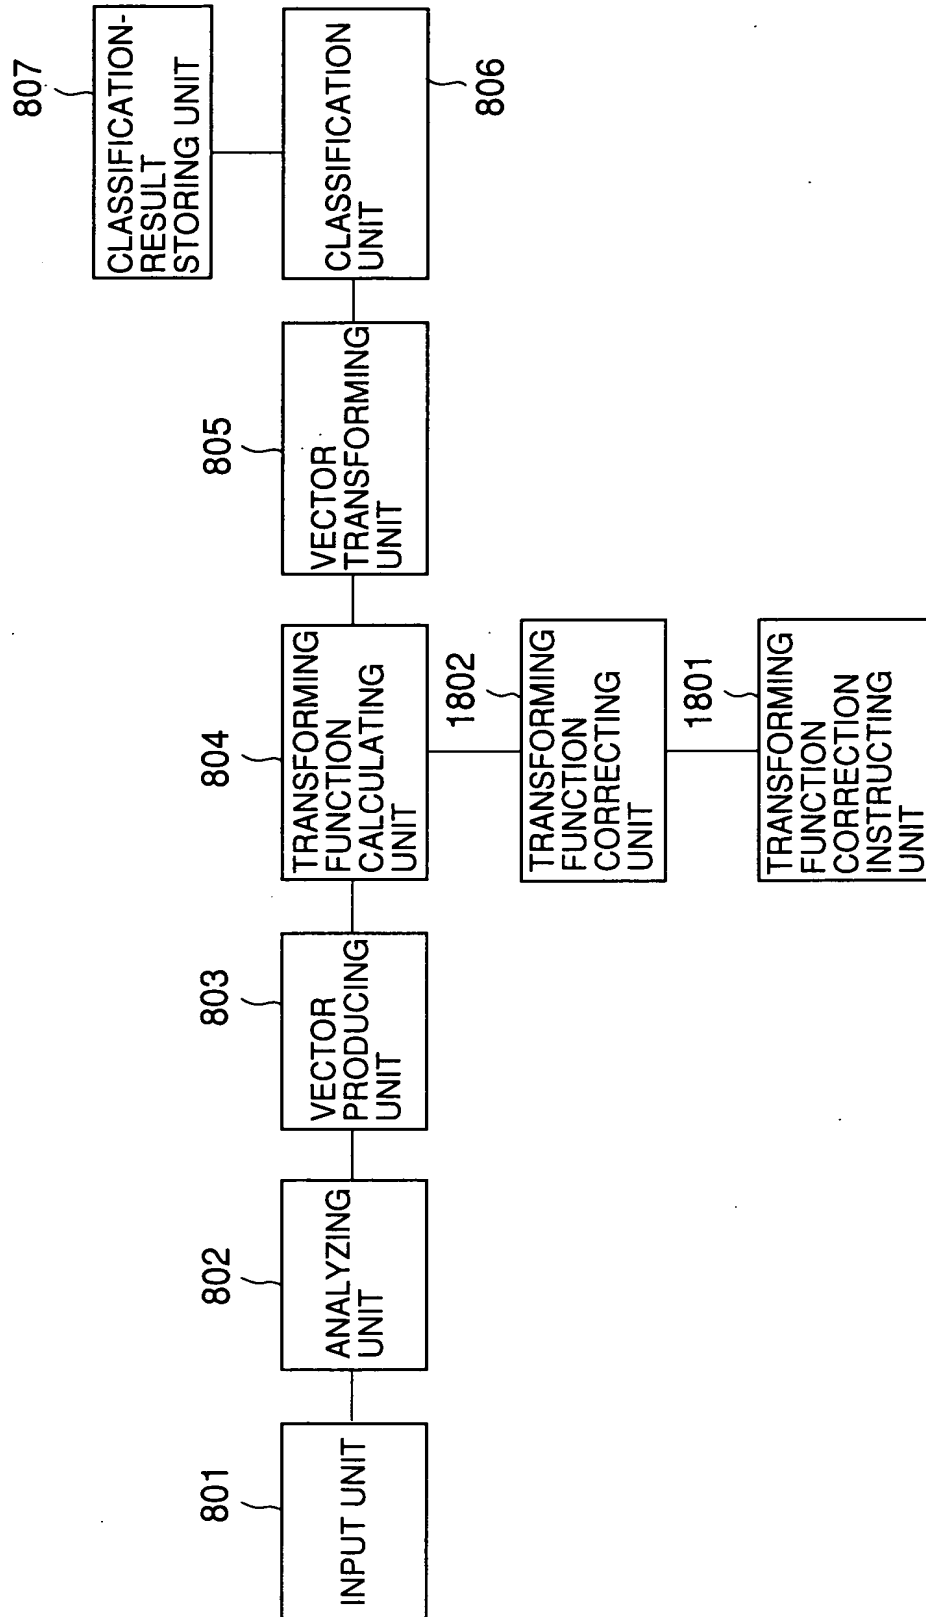 801
INPUT UNIT
802
ANALYZING
UNIT
803
VECTOR
PRODUCING
UNIT
804
TRANSFORMING
FUNCTION
CALCULATING
UNIT
805
VECTOR
TRANSFORMING
UNIT
CLASSIFICATION
UNIT
806
807
CLASSIFICATION-
RESULT
STORING UNIT
1802
TRANSFORMING
FUNCTION
CORRECTING
UNIT
1801
TRANSFORMING
FUNCTION
CORRECTION
INSTRUCTING
UNIT